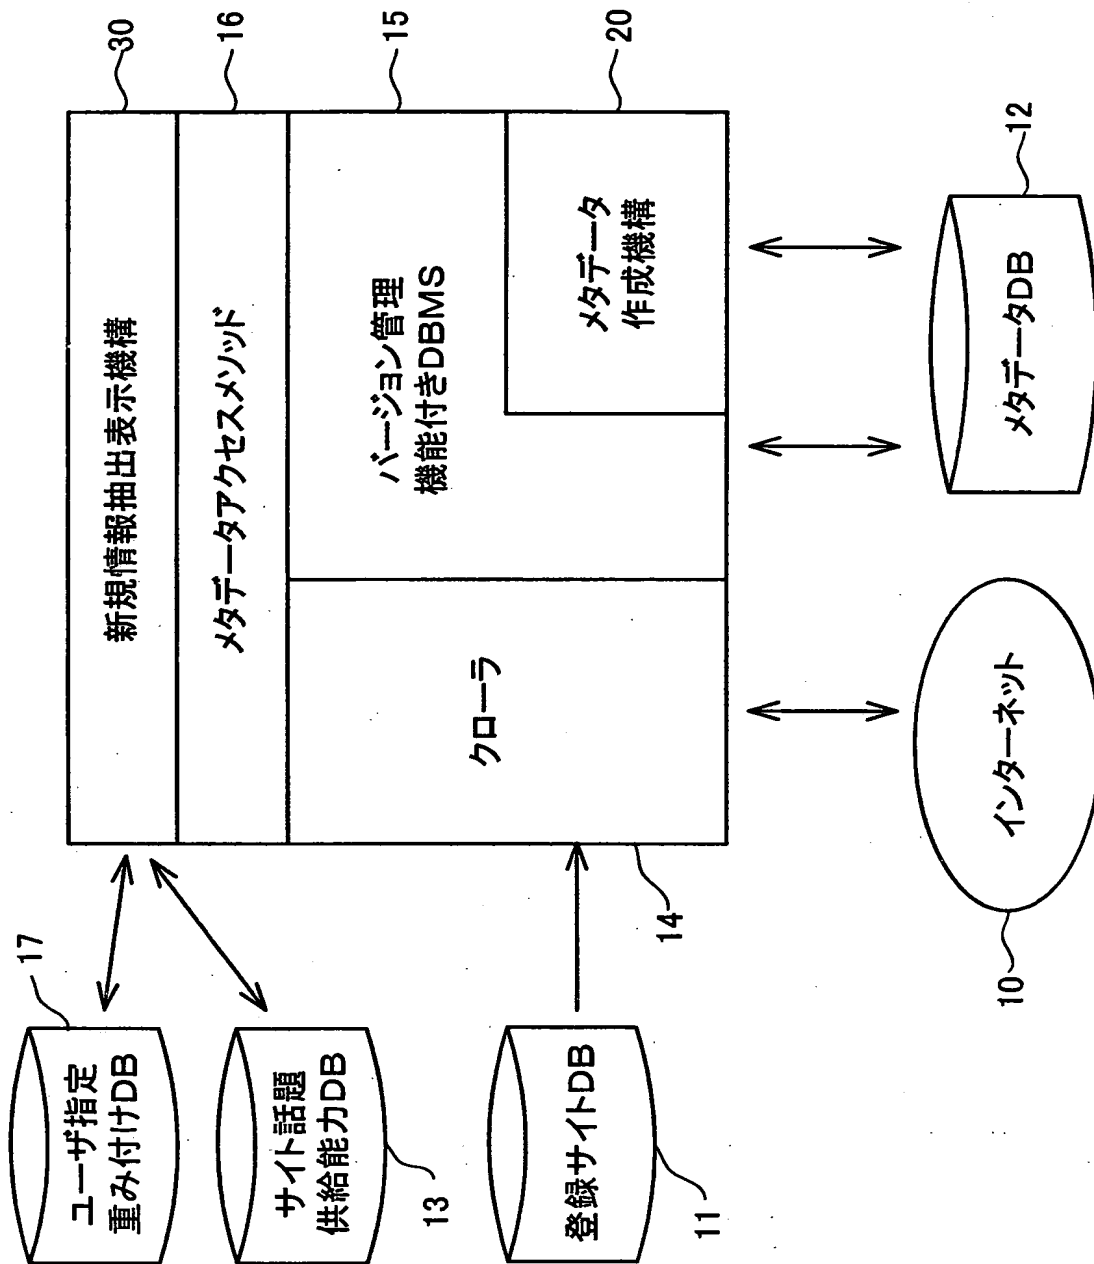 30
16
15
20
新規情報抽出表示機構
メタデータアクセスメソッド
バージョン管理
機能付きDBMS
メタデータ
作成機構
クローラ
14
17
ユーザ指定
重み付けDB
サイト話題
供給能力DB
13
登録サイトDB
11
インターネット
10
メタデータDB
12